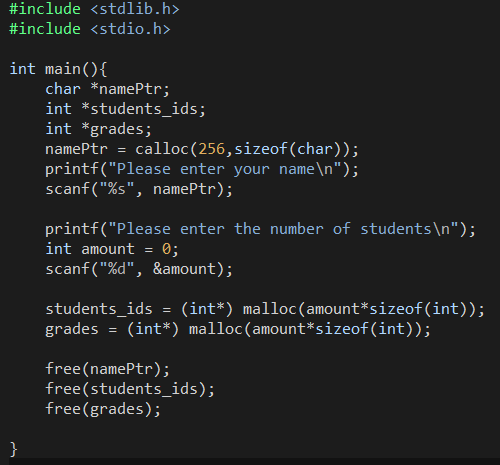 #include <stdlib.h>
#include <stdio.h>
int main(){
char *namePtr;
int *students_ids;
int *grades;
namePtr = calloc(256,sizeof(char));
printf("Please enter your name\n");
scanf("%s", namePtr);
printf("Please enter the number of students\n");
int amount = 0;
scanf("%d", &amount);
students_ids = (int*) malloc(amount*sizeof(int));
grades = (int*) malloc(amount*sizeof(int));
free(namePtr);
free(students_ids);
free(grades);
}